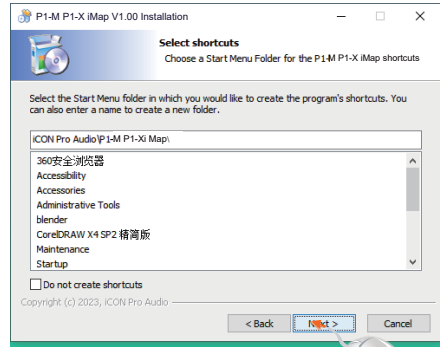 P1-M P1-X iMap V1.00 Installation
Select shortcuts
Choose a Start Menu Folder for the P1-M P1-X iMap shortcuts
Select the Start Menu folder in which you would like to create the program's shortcuts. You
can also enter a name to create a new folder.
iCON Pro Audio\P1-M P1-Xi Map\
360安全浏览器
Accessibility
Accessories
Administrative Tools
blender
CorelDRAW X4 SP2 精简版
Maintenance
Startup
Do not create shortcuts
Copyright (c) 2023, iCON Pro Audio
< Back Next > Cancel